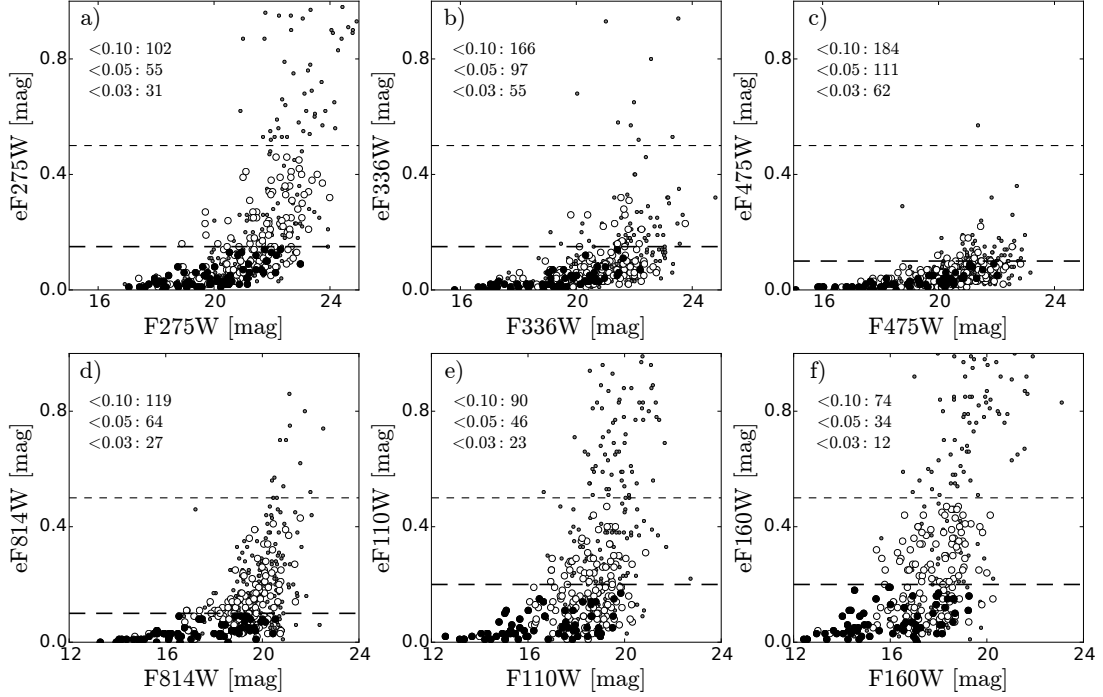 a)
<0.10: 102
<0.05: 55
<0.03: 31
0.8
0.4
0.0
eF275W [mag]
16 20 24
F275W [mag]
b)
<0.10: 166
<0.05: 97
<0.03: 55
0.8
0.4
0.0
eF336W [mag]
16 20 24
F336W [mag]
c)
<0.10: 184
<0.05: 111
<0.03: 62
0.8
0.4
0.0
eF475W [mag]
16 20 24
F475W [mag]
d)
<0.10: 119
<0.05: 64
<0.03: 27
0.8
0.4
0.0
eF814W [mag]
12 16 20 24
F814W [mag]
e)
<0.10: 90
<0.05: 46
<0.03: 23
0.8
0.4
0.0
eF110W [mag]
12 16 20 24
F110W [mag]
f)
<0.10: 74
<0.05: 34
<0.03: 12
0.8
0.4
0.0
eF160W [mag]
12 16 20 24
F160W [mag]